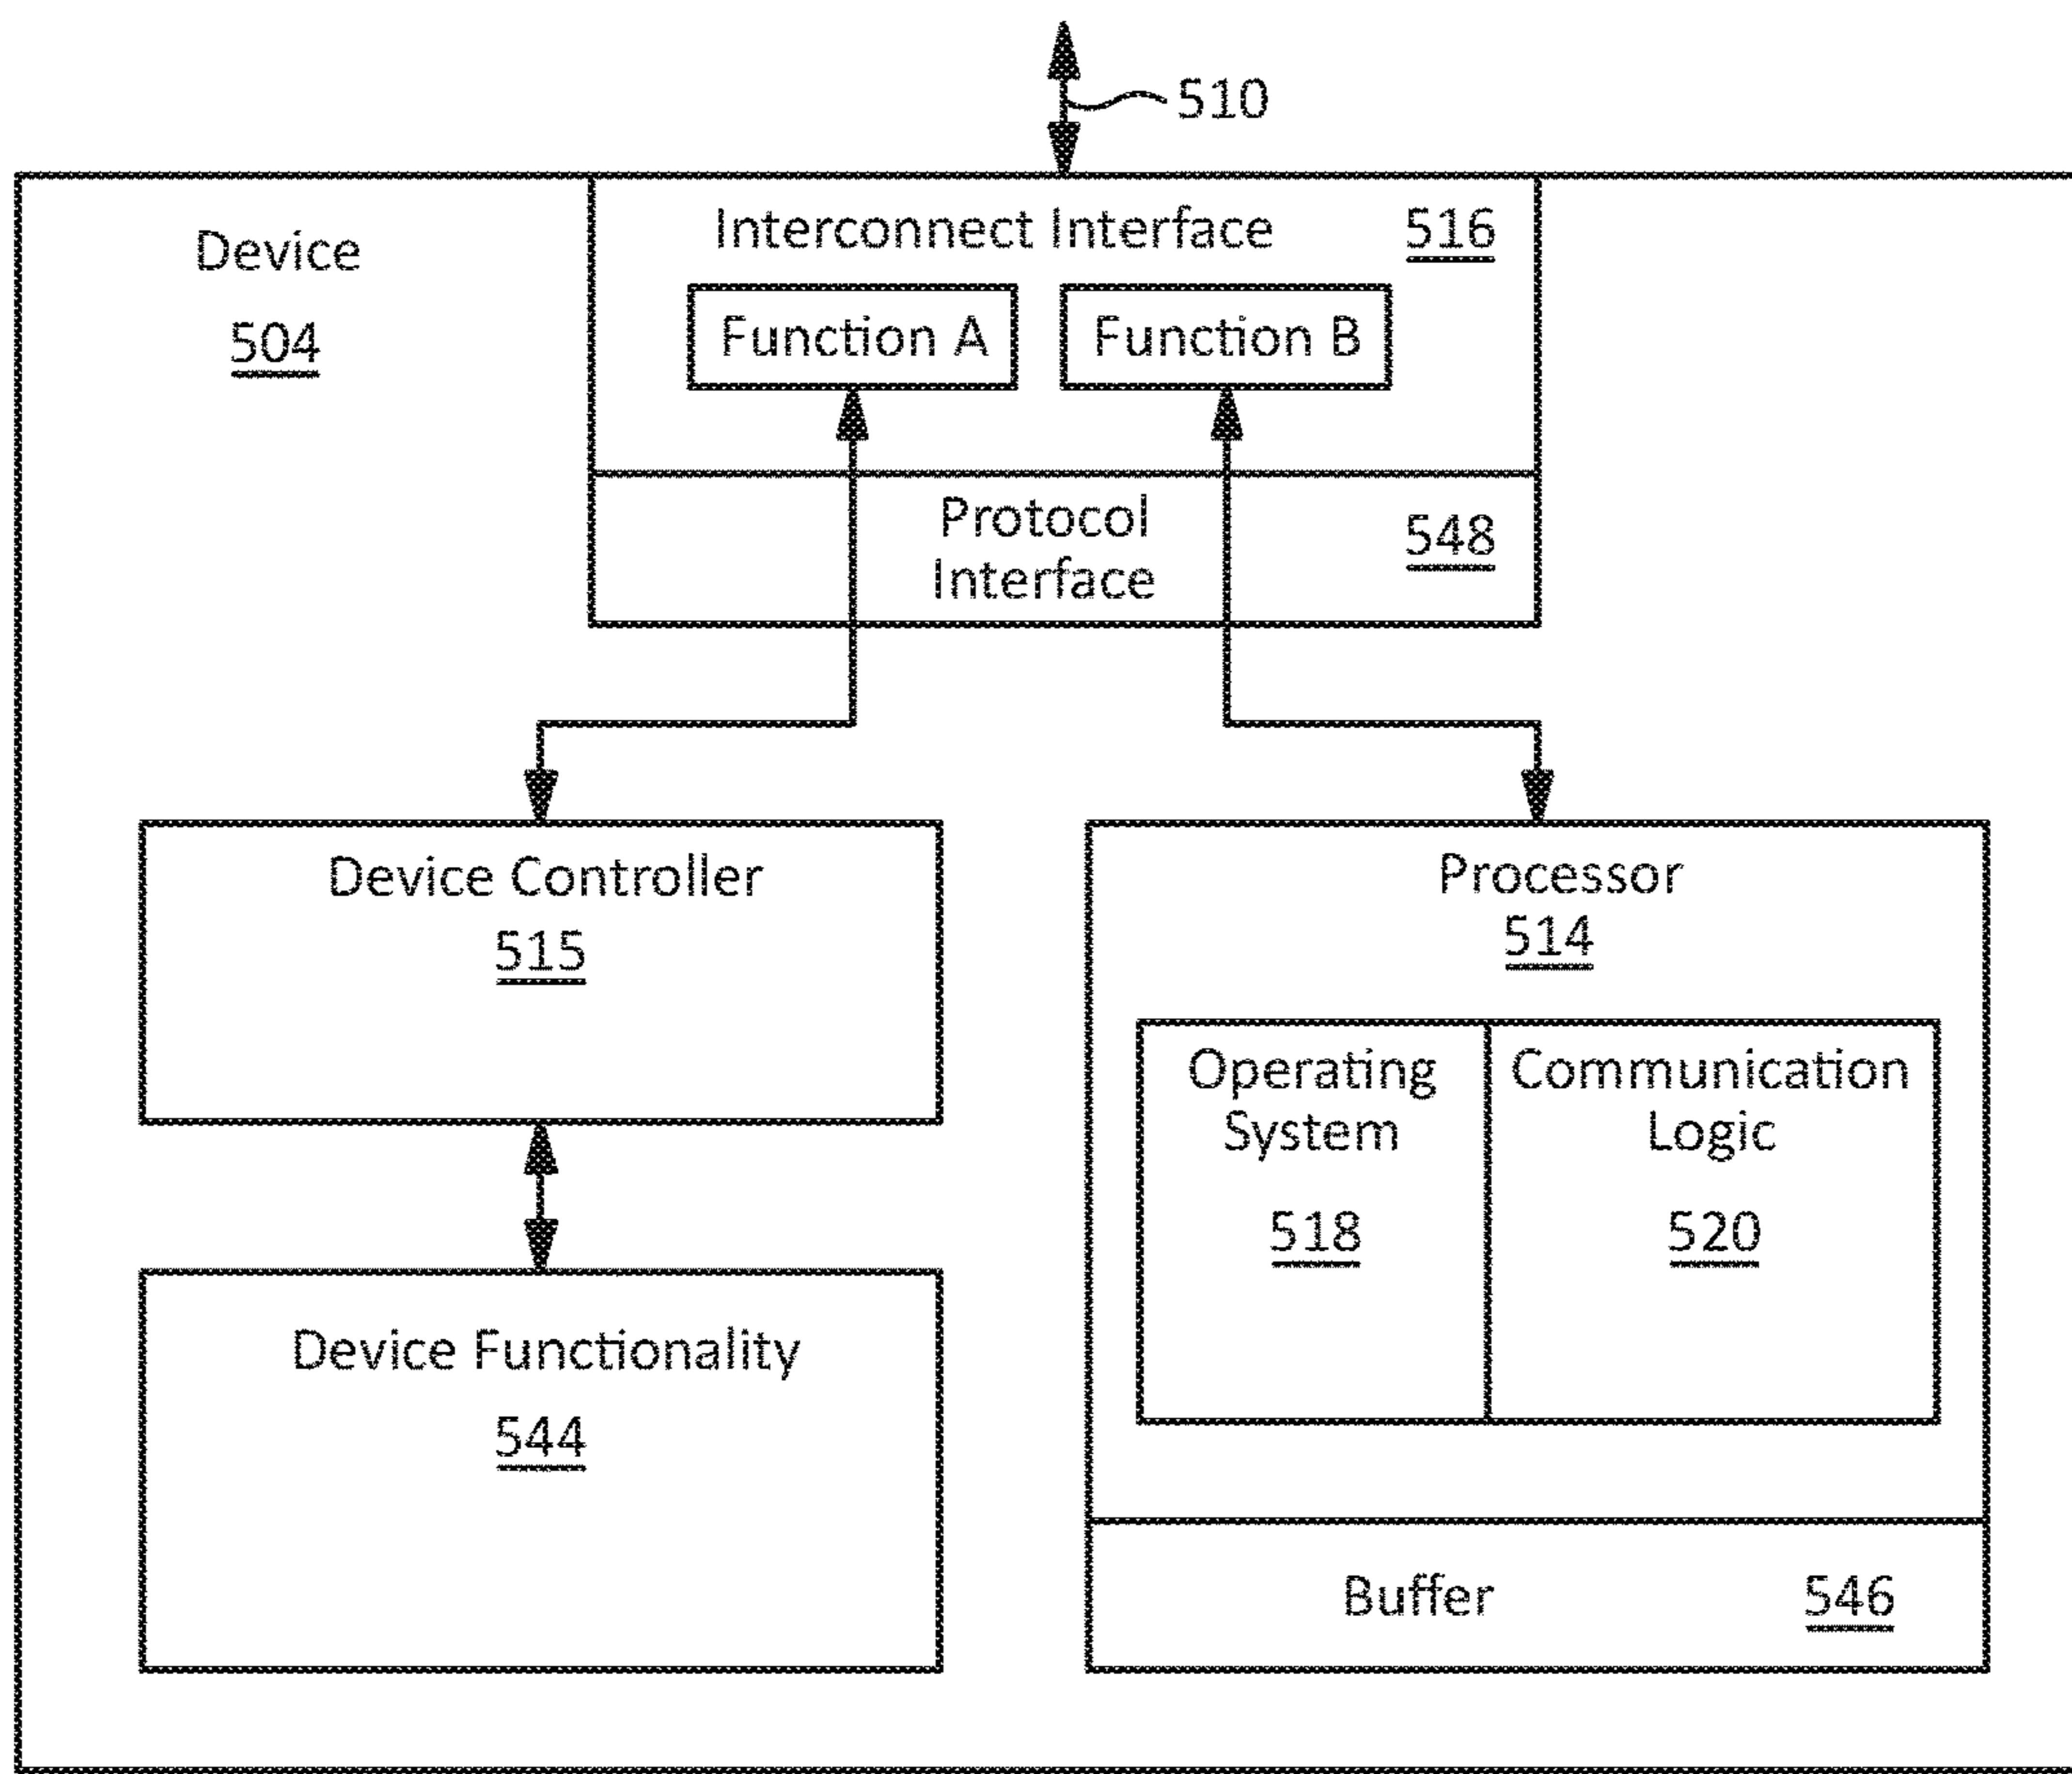 510
Device
504
Interconnect Interface 516
Function A
Function B
Protocol
Interface
548
Device Controller
515
Processor
514
Operating
System
518
Communication
Logic
520
Device Functionality
544
Buffer 546